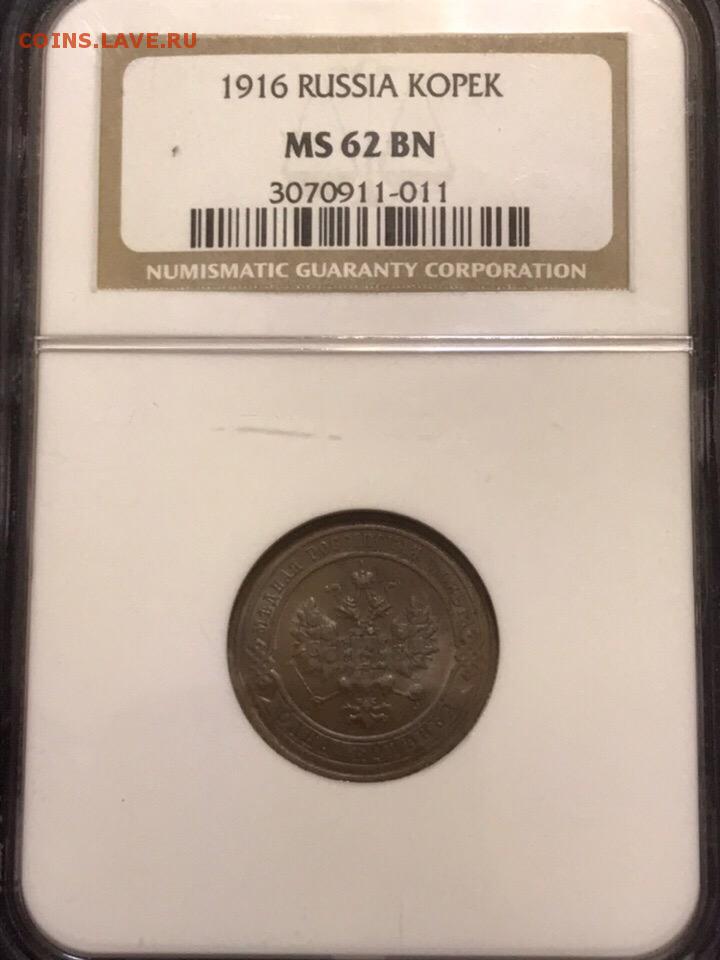 COINS.LAVE.RU
1916 RUSSIA KOPEK
MS 62 BN
3070911-011
NUMISMATIC GUARANTY CORPORATION